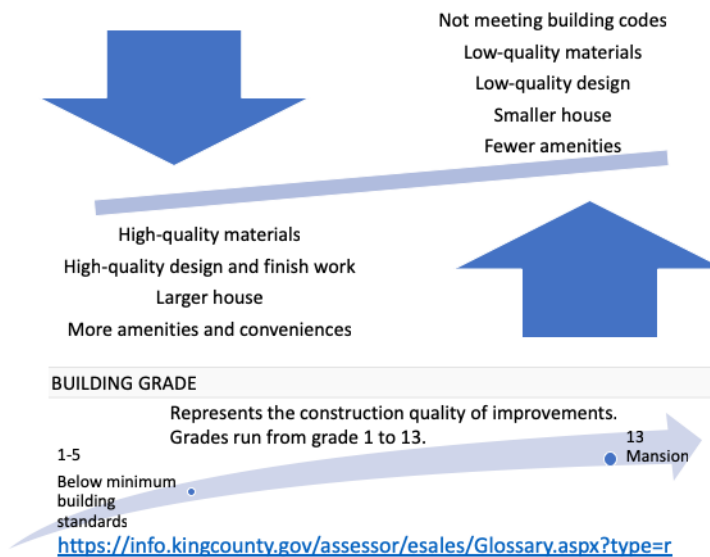 Not meeting building codes
Low-quality materials
Low-quality design
Smaller house
Fewer amenities
High-quality materials
High-quality design and finish work
Larger house
More amenities and conveniences
BUILDING GRADE
Represents the construction quality of improvements.
Grades run from grade 1 to 13.
1-5
Below minimum
building
standards
13
Mansion
https://info.kingcounty.gov/assessor/esales/Glossary.aspx?type=r